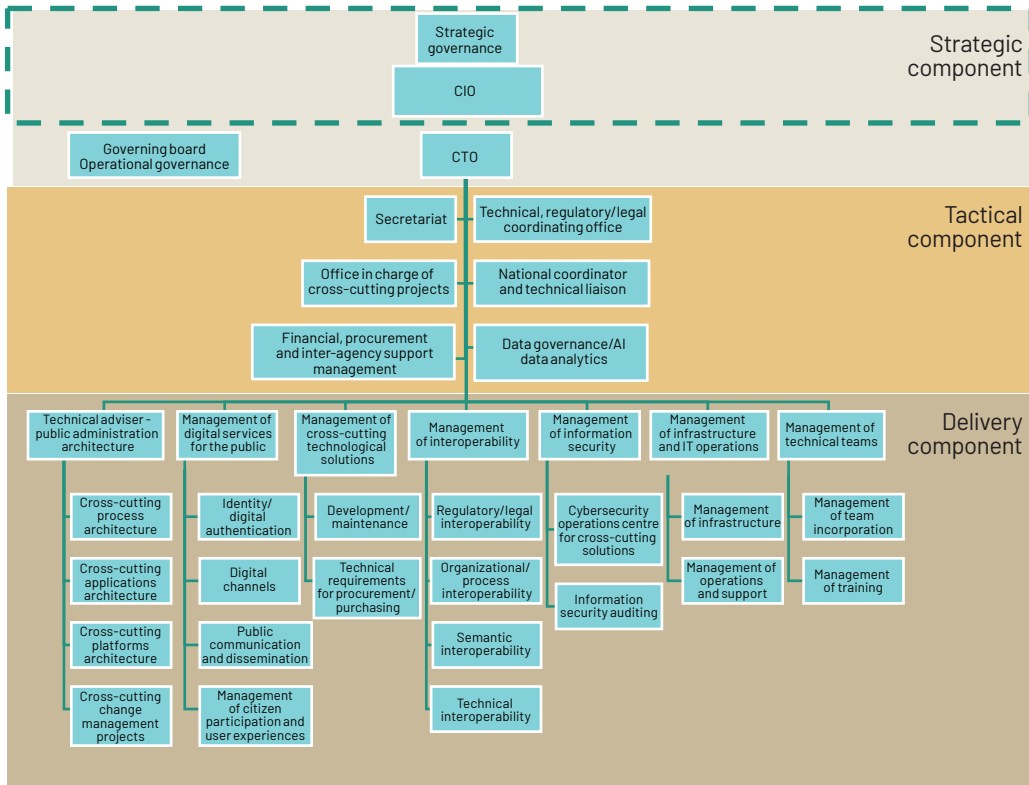 Strategic
governance
Strategic
component
CIO
Governing board
Operational governance
CTO
Tactical
component
Secretariat
Technical, regulatory/legal
coordinating office
Office in charge of
cross-cutting projects
National coordinator
and technical liaison
Financial, procurement
and inter-agency support
management
Data governance/AI
data analytics
Delivery
component
Technical adviser -
public administration
architecture
Management of
digital services
for the public
Management of
cross-cutting
technological
solutions
Management
of interoperability
Management
of information
security
Management
of infrastructure
and IT operations
Management of
technical teams
Cross-cutting
process
architecture
Cross-cutting
applications
architecture
Cross-cutting
platforms
architecture
Cross-cutting
change
management
projects
Identity/
digital
authentication
Digital
channels
Public
communication
and dissemination
Management
of citizen
participation and
user experiences
Development/
maintenance
Technical
requirements
for procurement/
purchasing
Regulatory/legal
interoperability
Organizational/
process
interoperability
Semantic
interoperability
Technical
interoperability
Cybersecurity
operations centre
for cross-cutting
solutions
Information
security auditing
Management
of infrastructure
Management of
operations
and support
Management
of team
incorporation
Management
of training